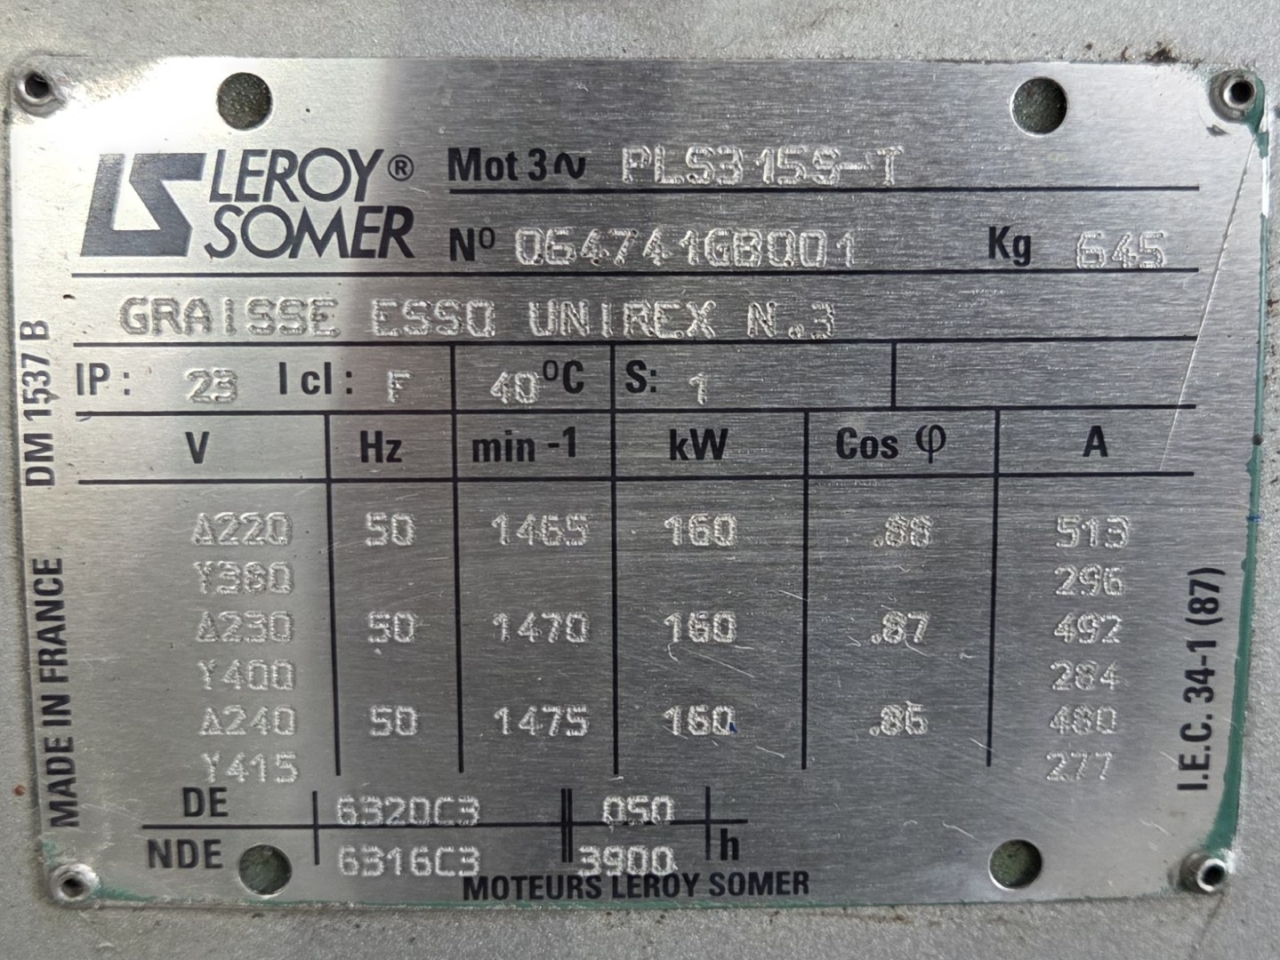 LEROY® SOMER
Mot 3∿ PLS315S-T
Nº 064741GB001 Kg 645
GRAISSE ESSO UNIREX N.3
IP: 23 I cl: F 40°C S: 1
V Hz min -1 kW Cos φ A
Δ220 50 1465 160 .88 513
Y380 296
Δ230 50 1470 160 .87 492
Y400 284
Δ240 50 1475 160 .86 480
Y415 277
DE 6320C3 050
NDE 6316C3 3900 h
MOTEURS LEROY SOMER
MADE IN FRANCE DM 1537 B
I.E.C. 34-1 (87)